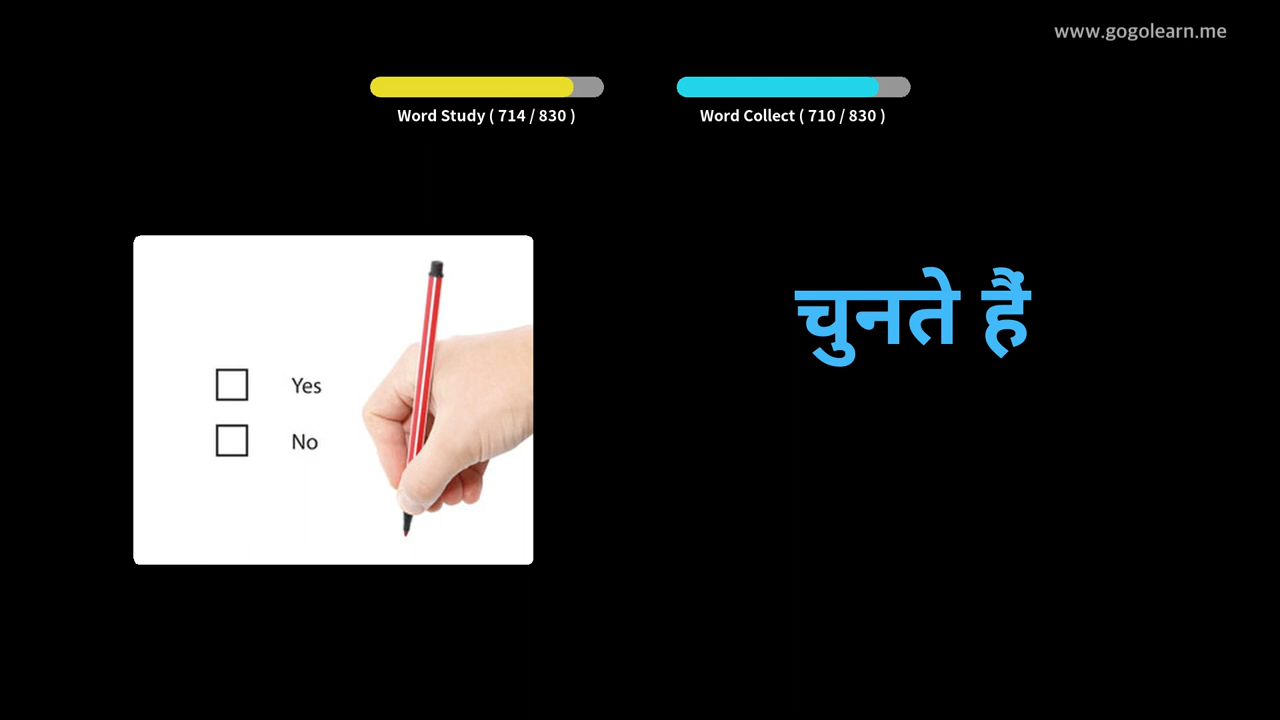 www.gogolearn.me
Word Study ( 714 / 830 )
Word Collect ( 710 / 830 )
Yes
No
चुनते हैं